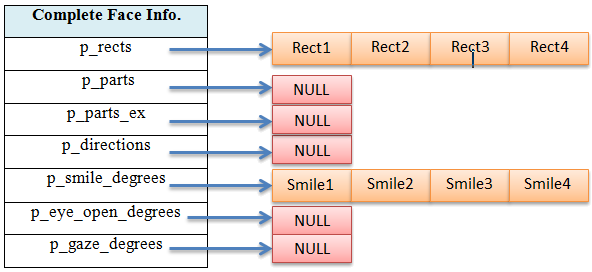 Complete Face Info.
p_rects Rect1 Rect2 Rect3 Rect4
p_parts NULL
p_parts_ex NULL
p_directions NULL
p_smile_degrees Smile1 Smile2 Smile3 Smile4
p_eye_open_degrees NULL
p_gaze_degrees NULL